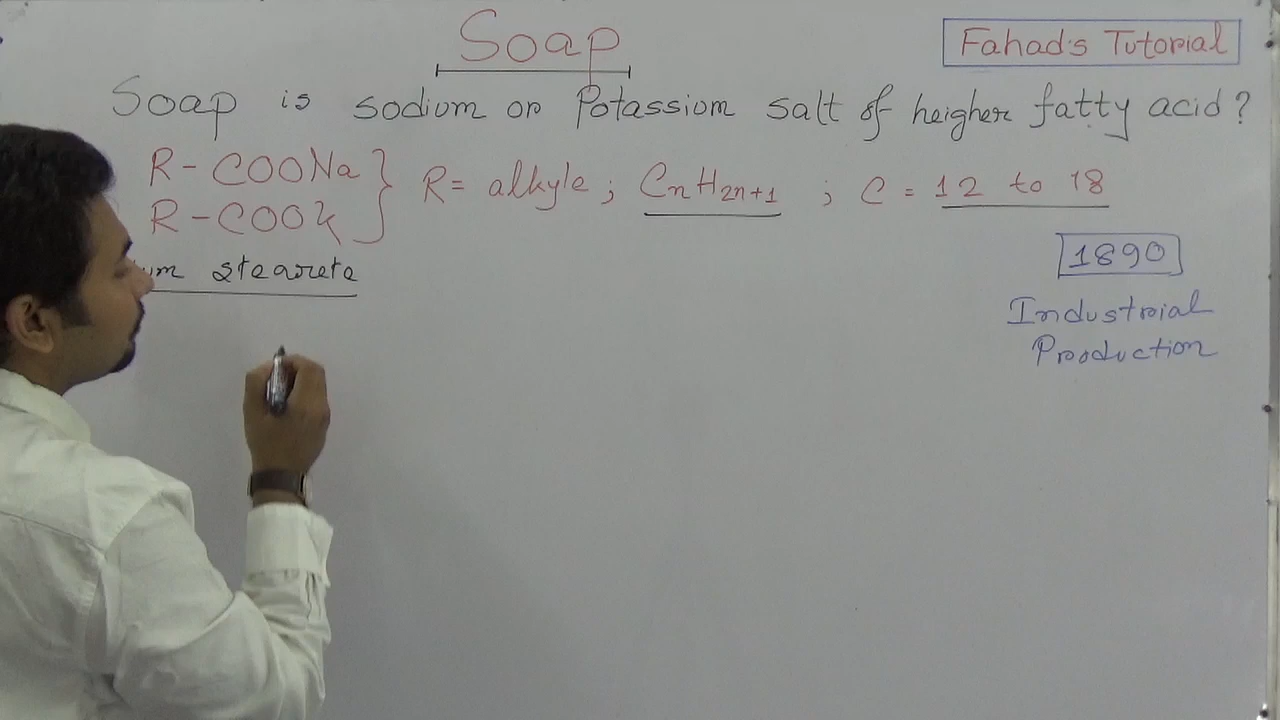 Soap
Fahad's Tutorial
Soap is sodium or Potassium salt of heigher fatty acid?
R-COONa
R-COOK
} R= alkyle; CnH2n+1 ; C = 12 to 18
um stearete
1890
Industrial
Production